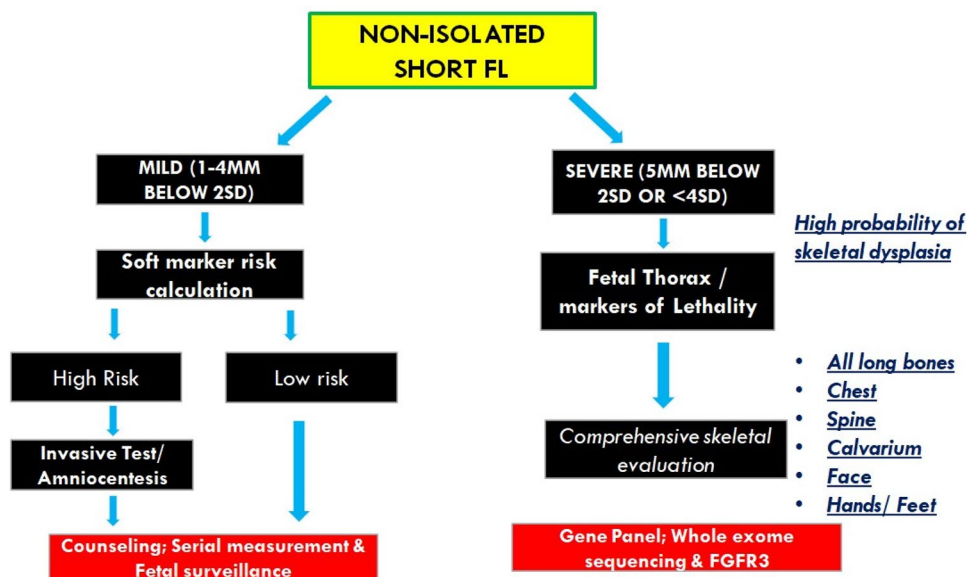 NON-ISOLATED
SHORT FL
MILD (1-4MM
BELOW 2SD)
SEVERE (5MM BELOW
2SD OR <4SD)
High probability of
skeletal dysplasia
Soft marker risk
calculation
Fetal Thorax /
markers of Lethality
High Risk
Low risk
• All long bones
• Chest
• Spine
• Calvarium
• Face
• Hands/ Feet
Invasive Test/
Amniocentesis
Comprehensive skeletal
evaluation
Counseling; Serial measurement &
Fetal surveillance
Gene Panel; Whole exome
sequencing & FGFR3